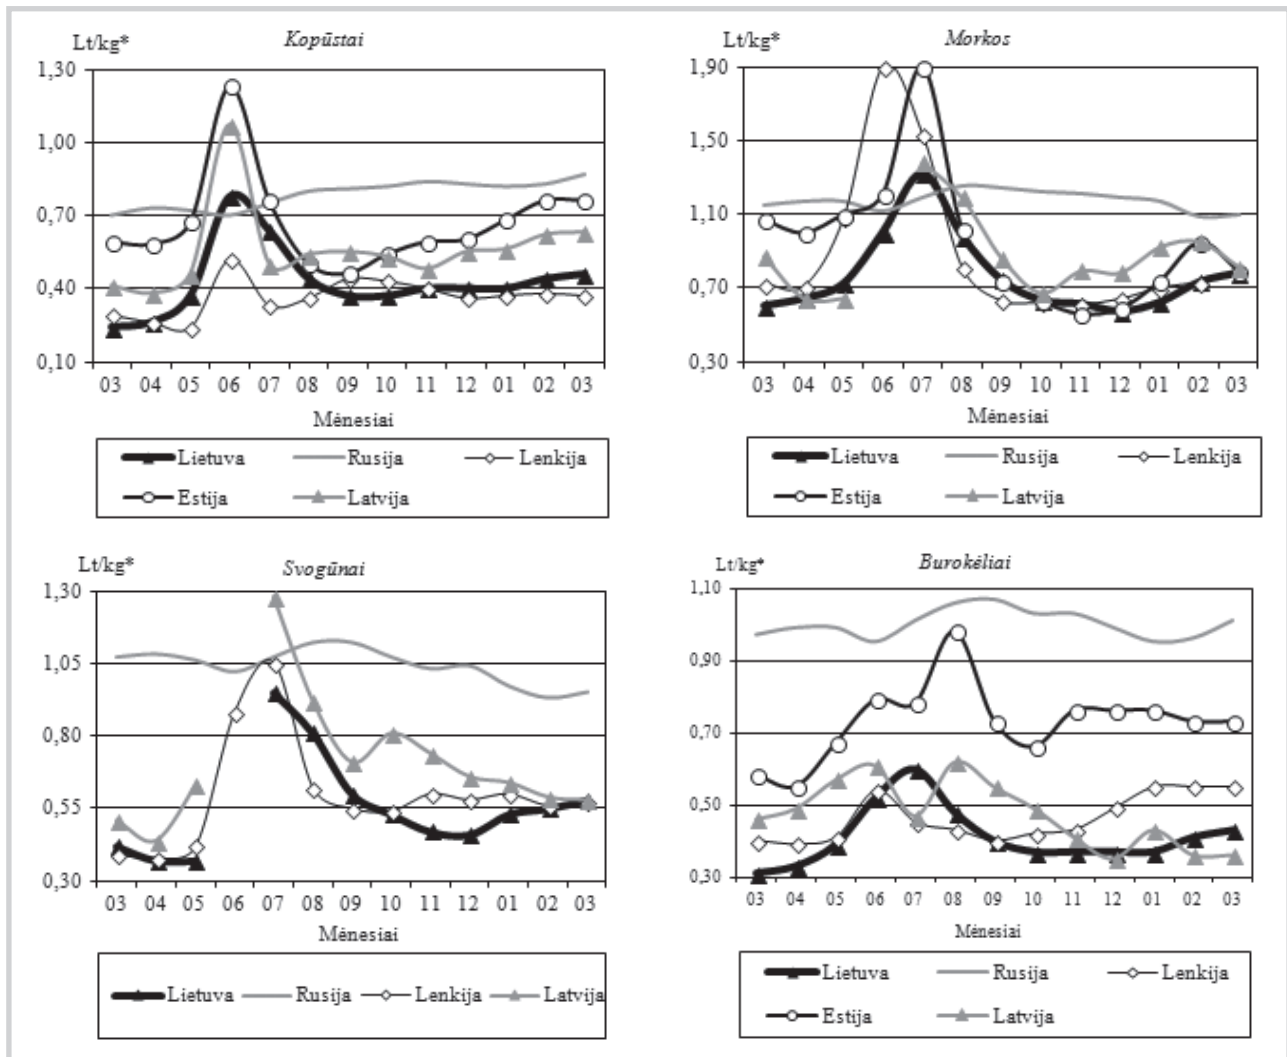 Lt/kg*
Kopūstai
1,30
1,00
0,70
0,40
0,10
03 04 05 06 07 08 09 10 11 12 01 02 03
Mėnesiai
Lietuva Rusija Lenkija
Estija Latvija
Lt/kg*
Morkos
1,90
1,50
1,10
0,70
0,30
03 04 05 06 07 08 09 10 11 12 01 02 03
Mėnesiai
Lietuva Rusija Lenkija
Estija Latvija
Lt/kg*
Svogūnai
1,30
1,05
0,80
0,55
0,30
03 04 05 06 07 08 09 10 11 12 01 02 03
Mėnesiai
Lietuva Rusija Lenkija Latvija
Lt/kg*
Burokėliai
1,10
0,90
0,70
0,50
0,30
03 04 05 06 07 08 09 10 11 12 01 02 03
Mėnesiai
Lietuva Rusija Lenkija
Estija Latvija